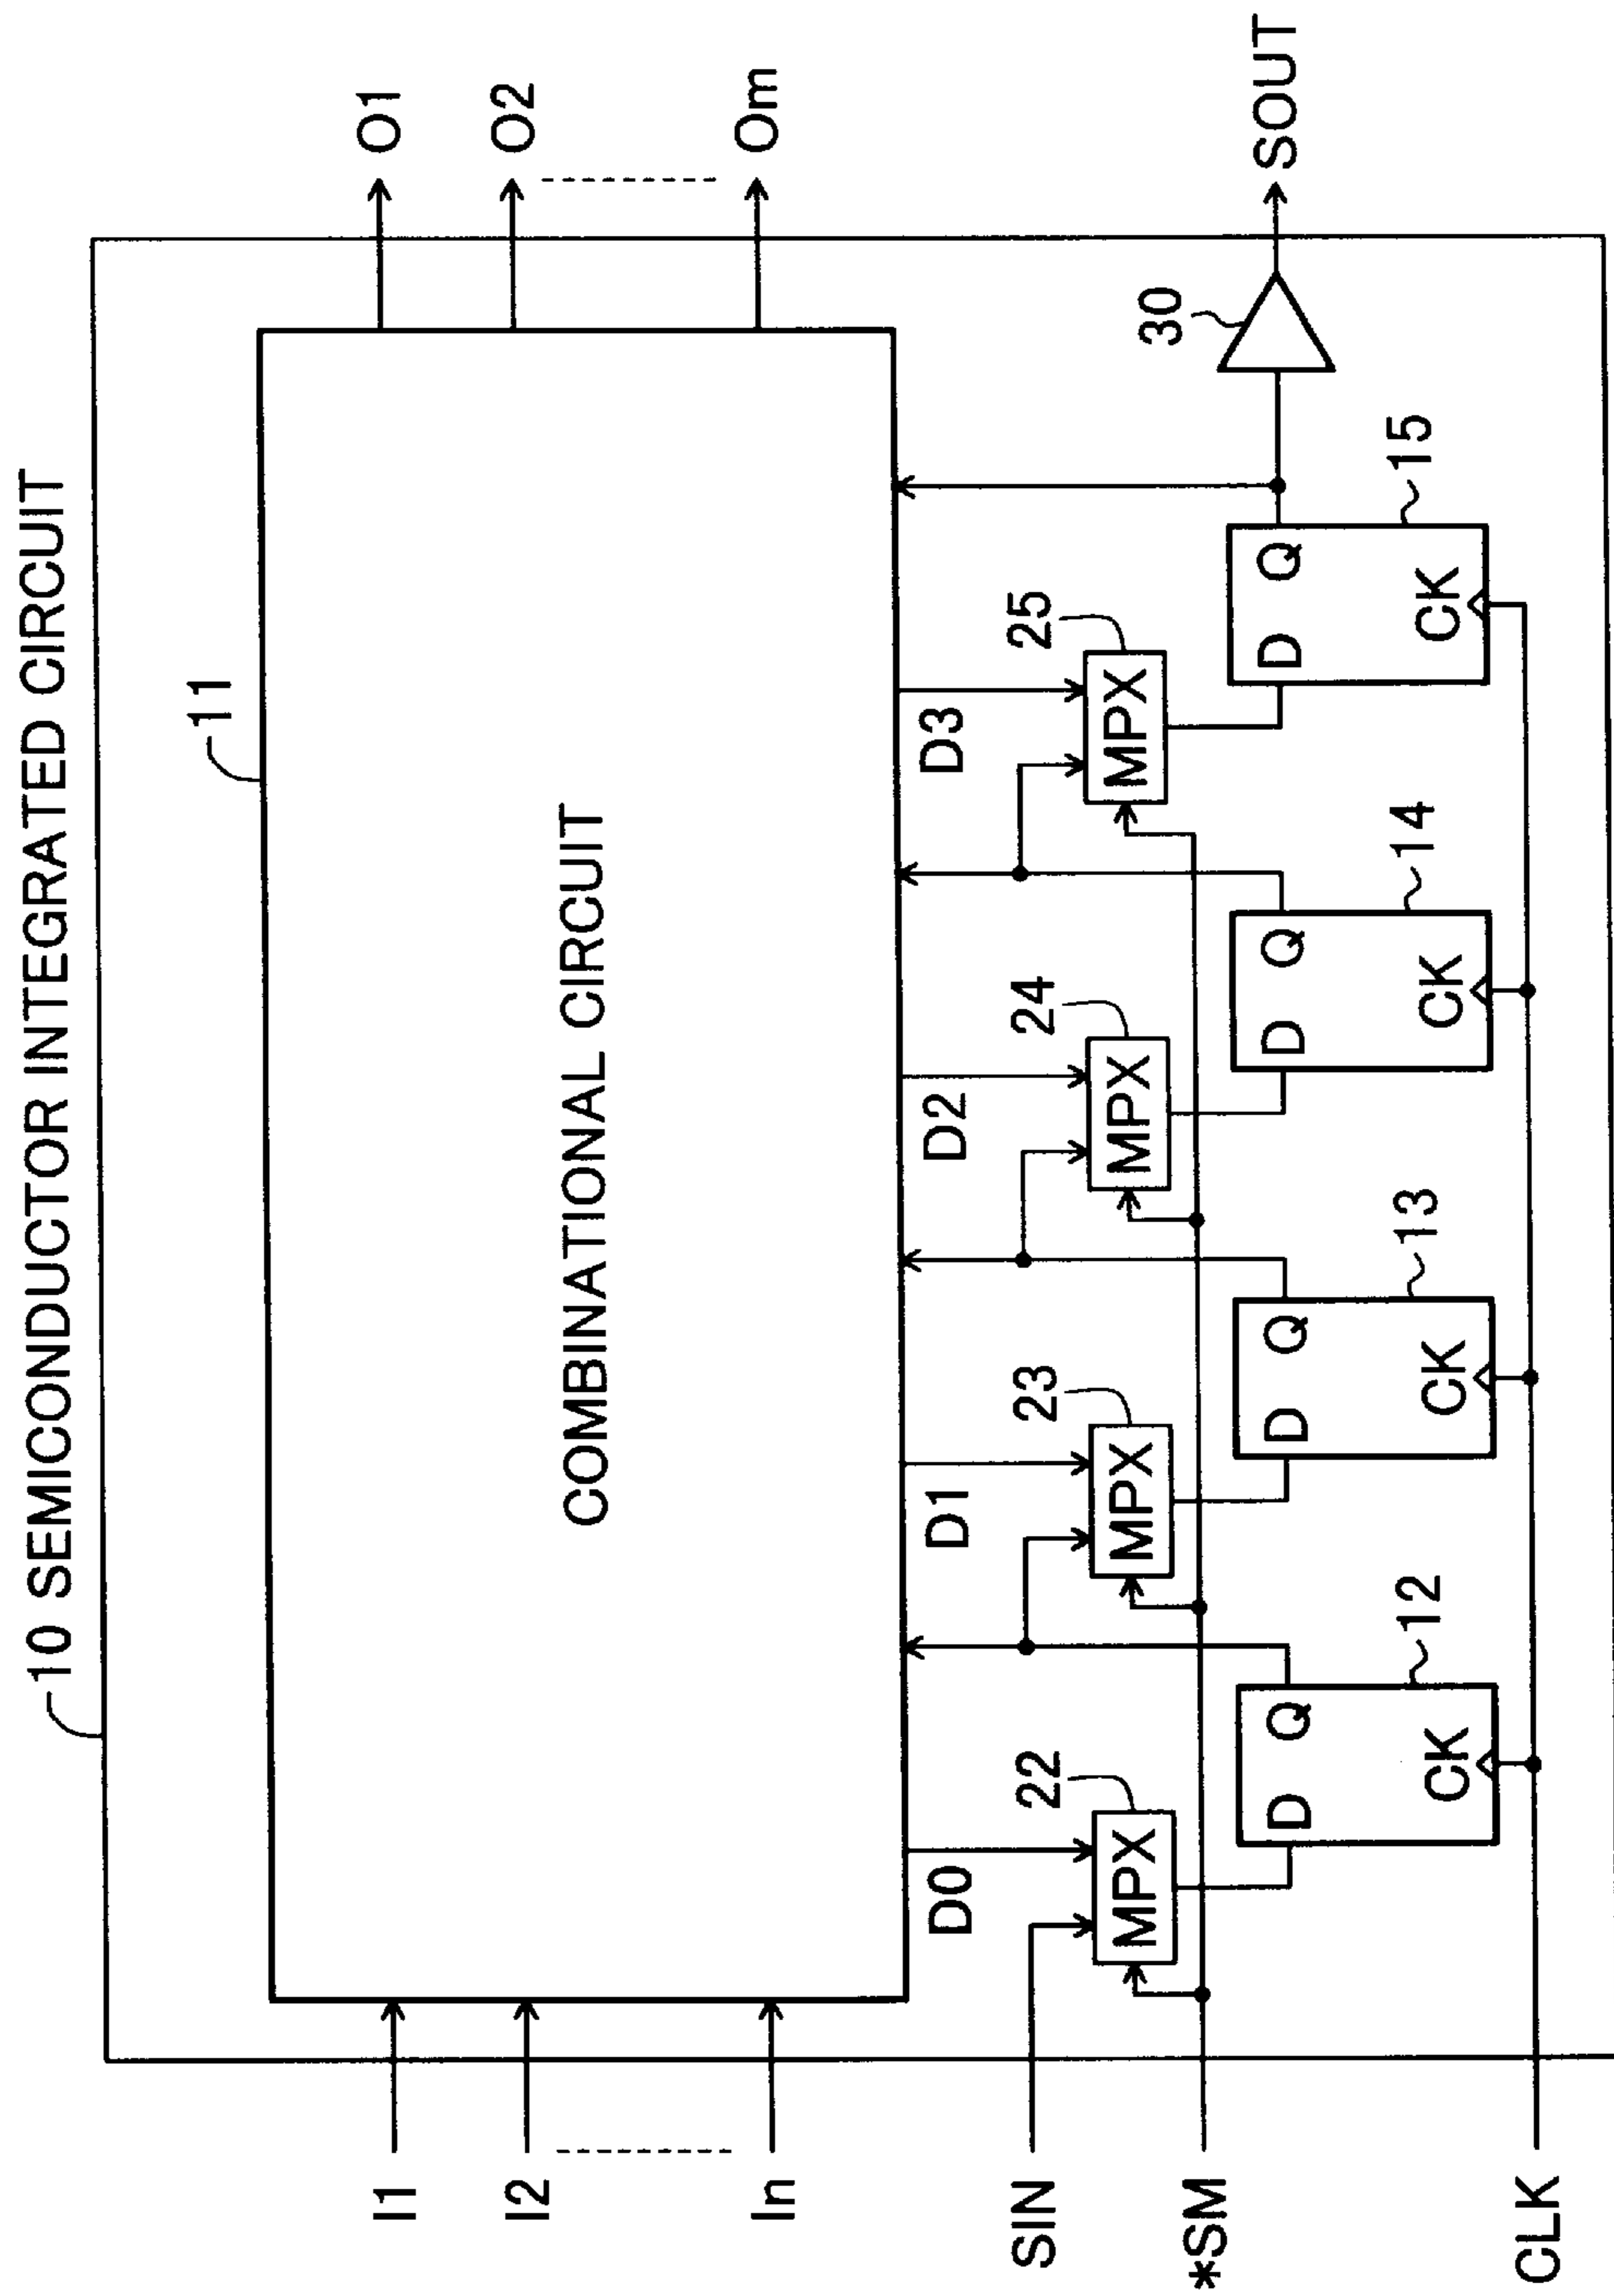 10 SEMICONDUCTOR INTEGRATED CIRCUIT
11
COMBINATIONAL CIRCUIT
I1
I2
In
O1
O2
Om
SIN
*SM
CLK
D0
D1
D2
D3
22
23
24
25
MPX
MPX
MPX
MPX
30
SOUT
D Q
CK
12
D Q
CK
13
D Q
CK
14
D Q
CK
15